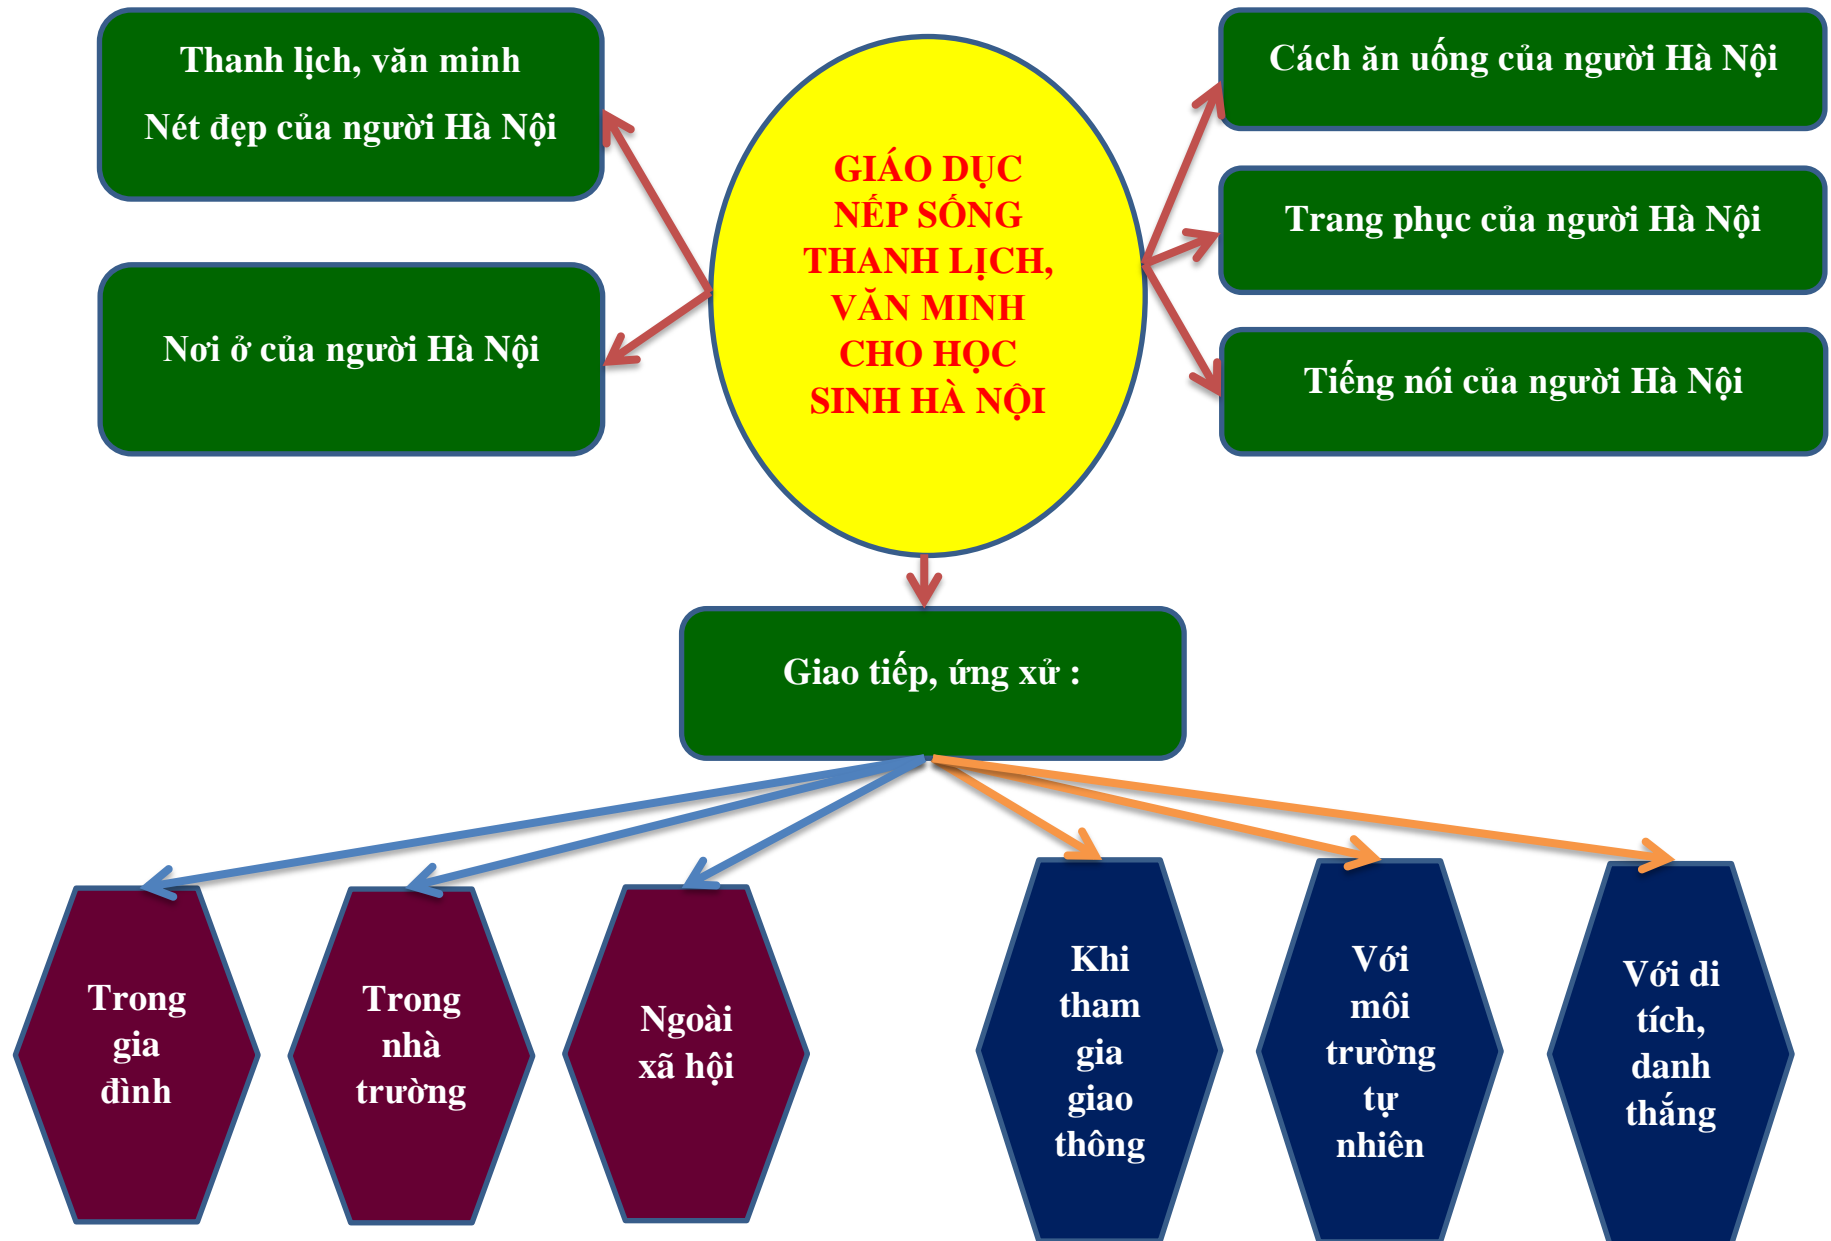 Thanh lịch, văn minh
Nét đẹp của người Hà Nội
Nơi ở của người Hà Nội
GIÁO DỤC
NẾP SỐNG
THANH LỊCH,
VĂN MINH
CHO HỌC
SINH HÀ NỘI
Cách ăn uống của người Hà Nội
Trang phục của người Hà Nội
Tiếng nói của người Hà Nội
Giao tiếp, ứng xử :
Trong
gia
đình
Trong
nhà
trường
Ngoài
xã hội
Khi
tham
gia
giao
thông
Với
môi
trường
tự
nhiên
Với di
tích,
danh
thắng